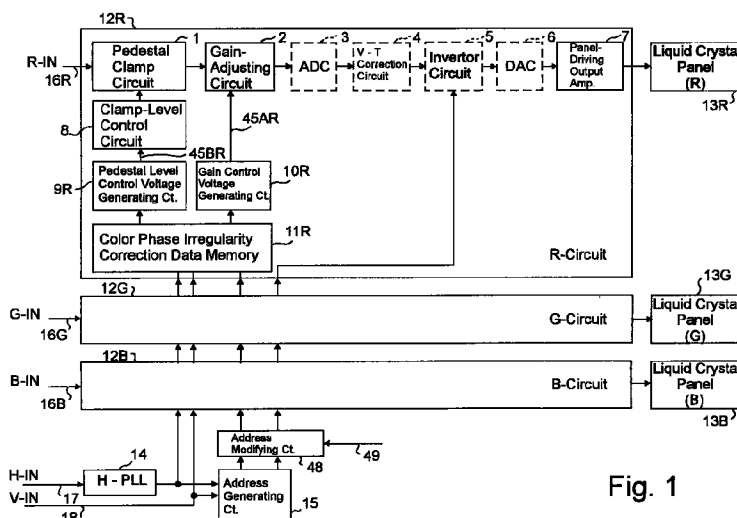 12R
R-IN
16R
1
Pedestal
Clamp
Circuit
2
Gain-
Adjusting
Circuit
3
ADC
4
V - T
Correction
Circuit
5
Invertor
Circuit
6
DAC
7
Panel-
Driving
Output
Amp.
Liquid Crystal
Panel
(R)
13R
8
Clamp-Level
Control
Circuit
45AR
45BR
9R
Pedestal Level
Control Voltage
Generating Ct.
Gain Control
Voltage
Generating Ct.
10R
Color Phase Irregularity
Correction Data Memory
11R
R-Circuit
12G
G-IN
16G
G-Circuit
13G
Liquid Crystal
Panel
(G)
12B
B-IN
16B
B-Circuit
Liquid Crystal
Panel
(B)
13B
Address
Modifying Ct.
48
49
H-IN
17
14
H - PLL
V-IN
18
Address
Generating
Ct.
15
Fig. 1